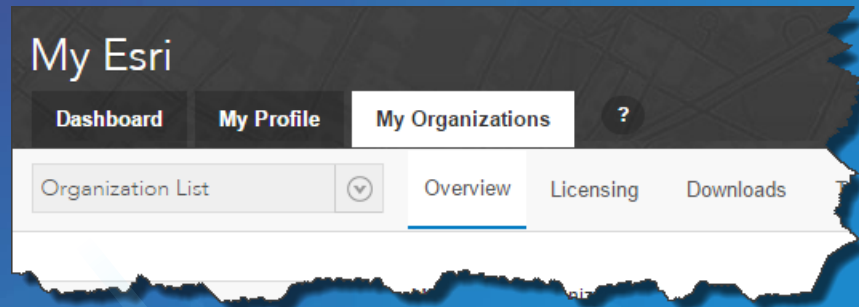 My Esri
Dashboard My Profile My Organizations ?
Organization List Overview Licensing Downloads